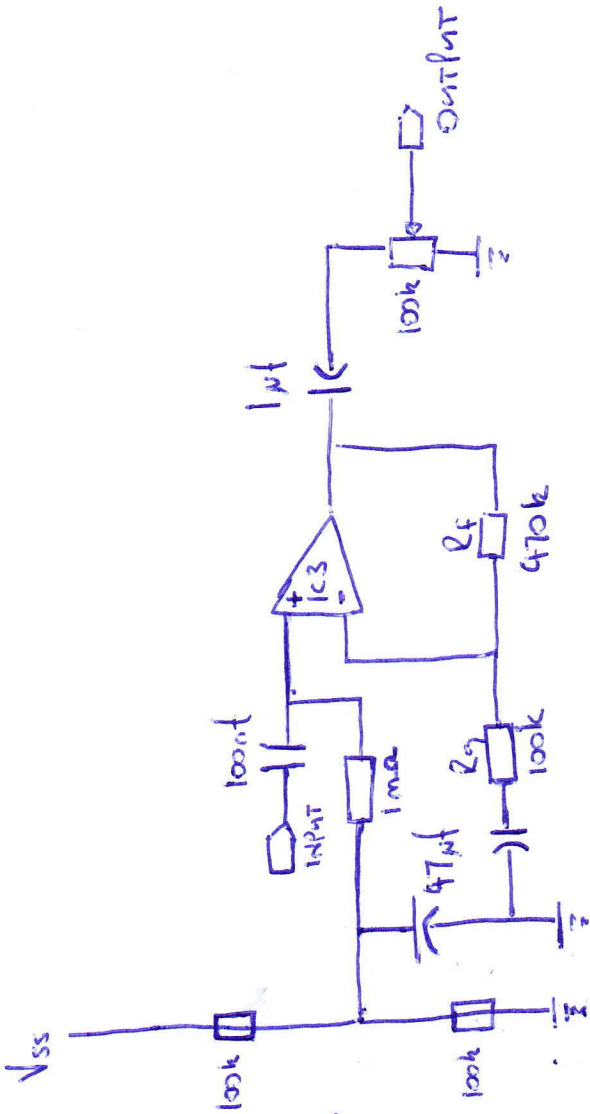 Vss
100k
100k
INPUT
100nf
1MΩ
47µf
Rg
100k
+
IC3
-
Rf
470k
1µf
100k
OUTPUT